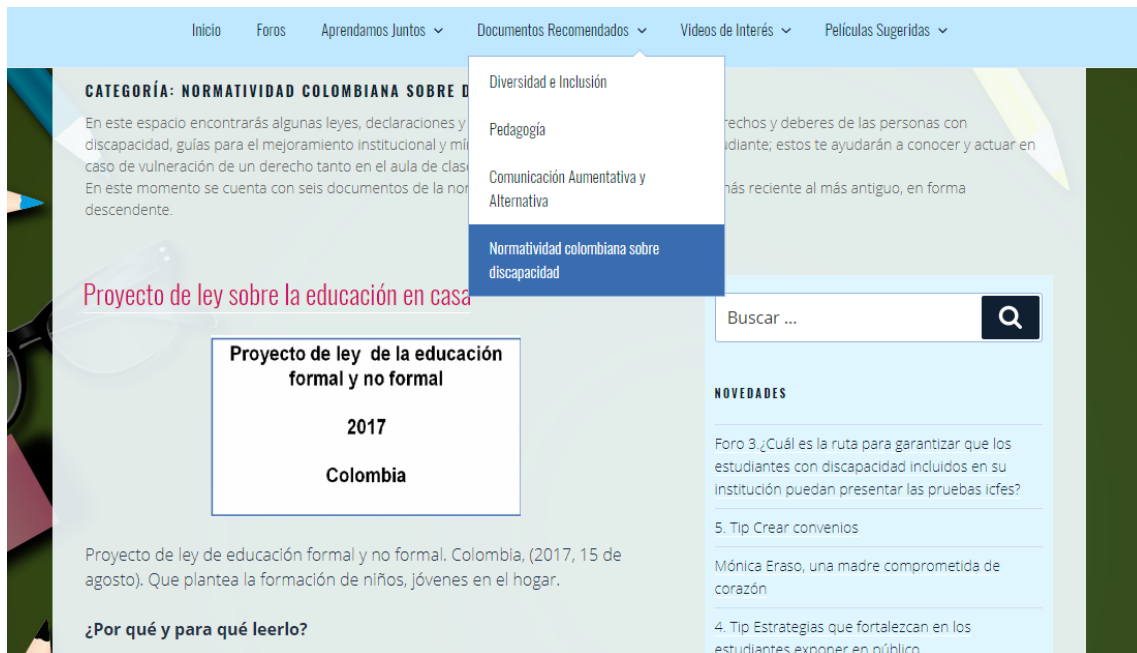 Inicio
Foros
Aprendamos Juntos
Documentos Recomendados
Videos de Interés
Películas Sugeridas
Diversidad e Inclusión
Pedagogía
Comunicación Aumentativa y
Alternativa
Normatividad colombiana sobre
discapacidad
CATEGORÍA: NORMATIVIDAD COLOMBIANA SOBRE D
En este espacio encontrarás algunas leyes, declaraciones y rechos y deberes de las personas con
discapacidad, guías para el mejoramiento institucional y mí udiante; estos te ayudarán a conocer y actuar en
caso de vulneración de un derecho tanto en el aula de clase
En este momento se cuenta con seis documentos de la nor más reciente al más antiguo, en forma
descendente.
Proyecto de ley sobre la educación en casa
Proyecto de ley de la educación
formal y no formal
2017
Colombia
Proyecto de ley de educación formal y no formal. Colombia, (2017, 15 de
agosto). Que plantea la formación de niños, jóvenes en el hogar.
¿Por qué y para qué leerlo?
Buscar ...
NOVEDADES
Foro 3.¿Cuál es la ruta para garantizar que los
estudiantes con discapacidad incluidos en su
institución puedan presentar las pruebas icfes?
5. Tip Crear convenios
Mónica Eraso, una madre comprometida de
corazón
4. Tip Estrategias que fortalezcan en los
estudiantes exponer en público